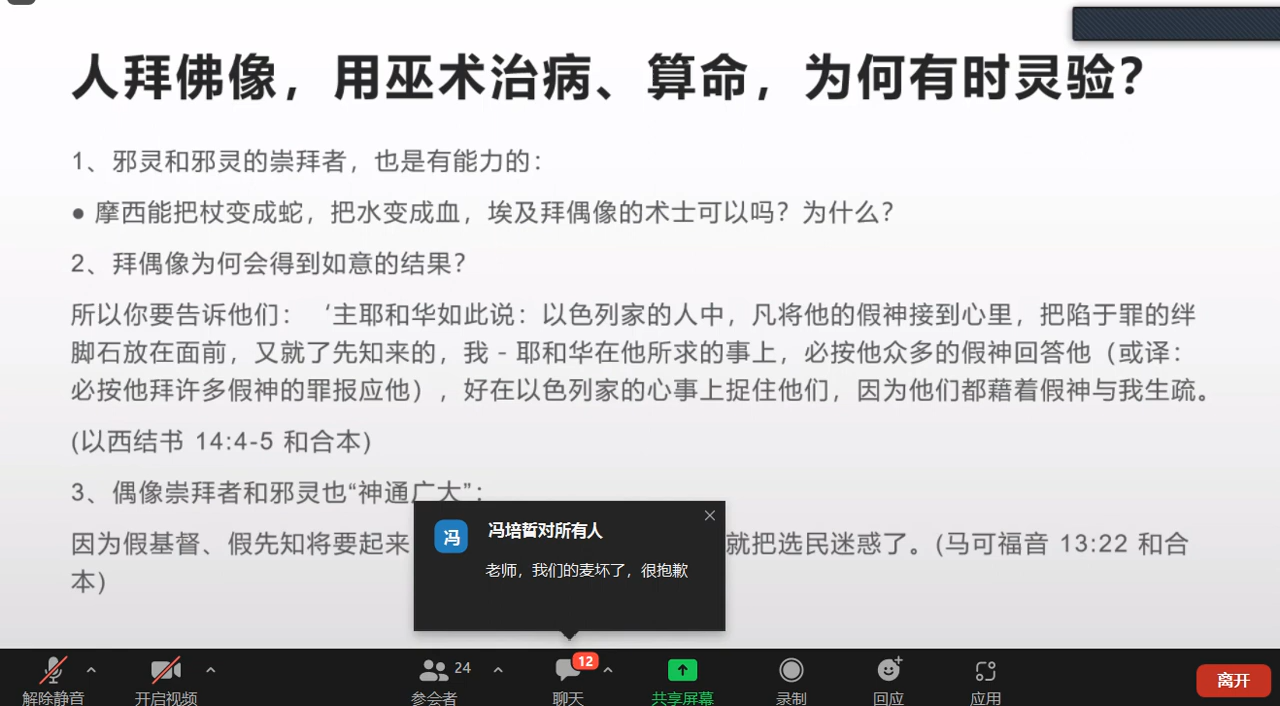 人拜佛像，用巫术治病、算命，为何有时灵验？
1、邪灵和邪灵的崇拜者，也是有能力的：
● 摩西能把杖变成蛇，把水变成血，埃及拜偶像的术士可以吗？为什么？
2、拜偶像为何会得到如意的结果？
所以你要告诉他们： ‘主耶和华如此说：以色列家的人中，凡将他的假神接到心里，把陷于罪的绊
脚石放在面前，又就了先知来的，我－耶和华在他所求的事上，必按他众多的假神回答他（或译：
必按他拜许多假神的罪报应他），好在以色列家的心事上捉住他们，因为他们都藉着假神与我生疏。
(以西结书 14:4-5 和合本)
3、偶像崇拜者和邪灵也“神通广大”：
因为假基督、假先知将要起来
就把选民迷惑了。(马可福音 13:22 和合
本)
冯
冯培晢对所有人
老师，我们的麦坏了，很抱歉
24
12
解除静音
开启视频
参会者
聊天
共享屏幕
录制
回应
应用
离开